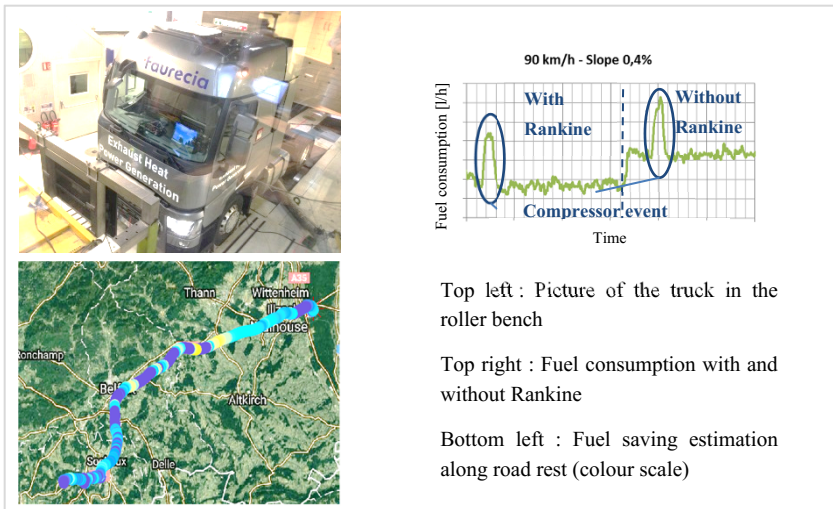 faurecia
Exhaust Heat
Power Generation
90 km/h - Slope 0,4%
Fuel consumption [l/h]
With
Rankine
Without
Rankine
Compressor event
Time
A35
Thann
Wittenheim
Ronchamp
Altkirch
Delle
Top left : Picture of the truck in the
roller bench
Top right : Fuel consumption with and
without Rankine
Bottom left : Fuel saving estimation
along road rest (colour scale)